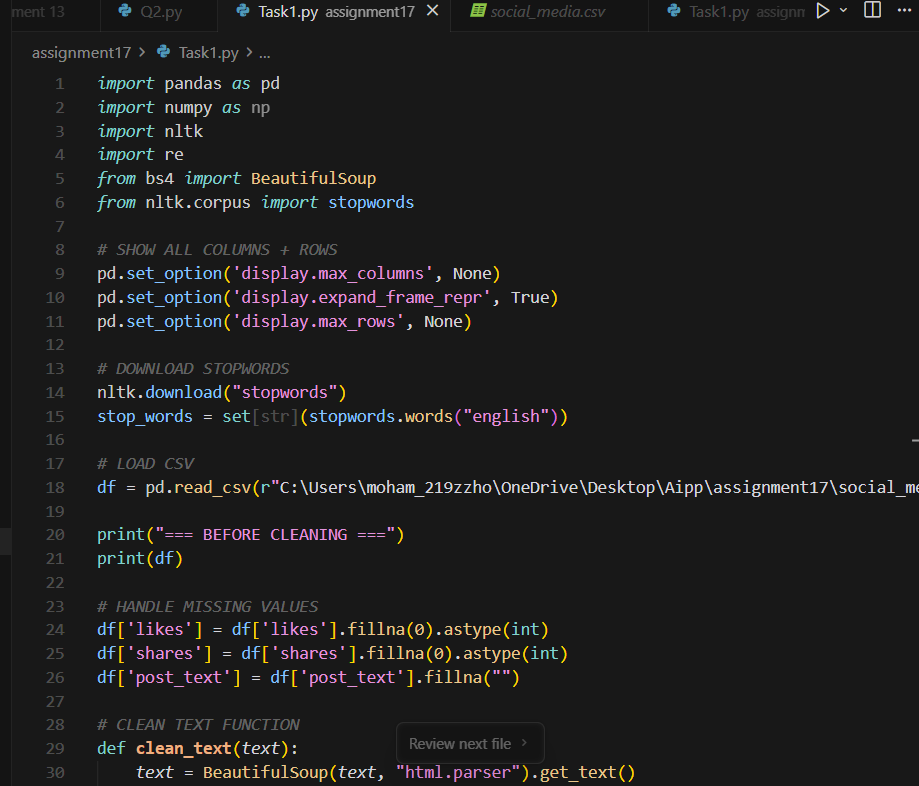 ment 13 Q2.py Task1.py assignment17 social_media.csv Task1.py
assignment17 > Task1.py > ...
1 import pandas as pd
2 import numpy as np
3 import nltk
4 import re
5 from bs4 import BeautifulSoup
6 from nltk.corpus import stopwords
7
8 # SHOW ALL COLUMNS + ROWS
9 pd.set_option('display.max_columns', None)
10 pd.set_option('display.expand_frame_repr', True)
11 pd.set_option('display.max_rows', None)
12
13 # DOWNLOAD STOPWORDS
14 nltk.download("stopwords")
15 stop_words = set[str](stopwords.words("english"))
16
17 # LOAD CSV
18 df = pd.read_csv(r"C:\Users\moham_219zzho\OneDrive\Desktop\Aipp\assignment17\social_me
19
20 print("=== BEFORE CLEANING ===")
21 print(df)
22
23 # HANDLE MISSING VALUES
24 df['likes'] = df['likes'].fillna(0).astype(int)
25 df['shares'] = df['shares'].fillna(0).astype(int)
26 df['post_text'] = df['post_text'].fillna("")
27
28 # CLEAN TEXT FUNCTION
29 def clean_text(text):
Review next file >
30 text = BeautifulSoup(text, "html.parser").get_text()